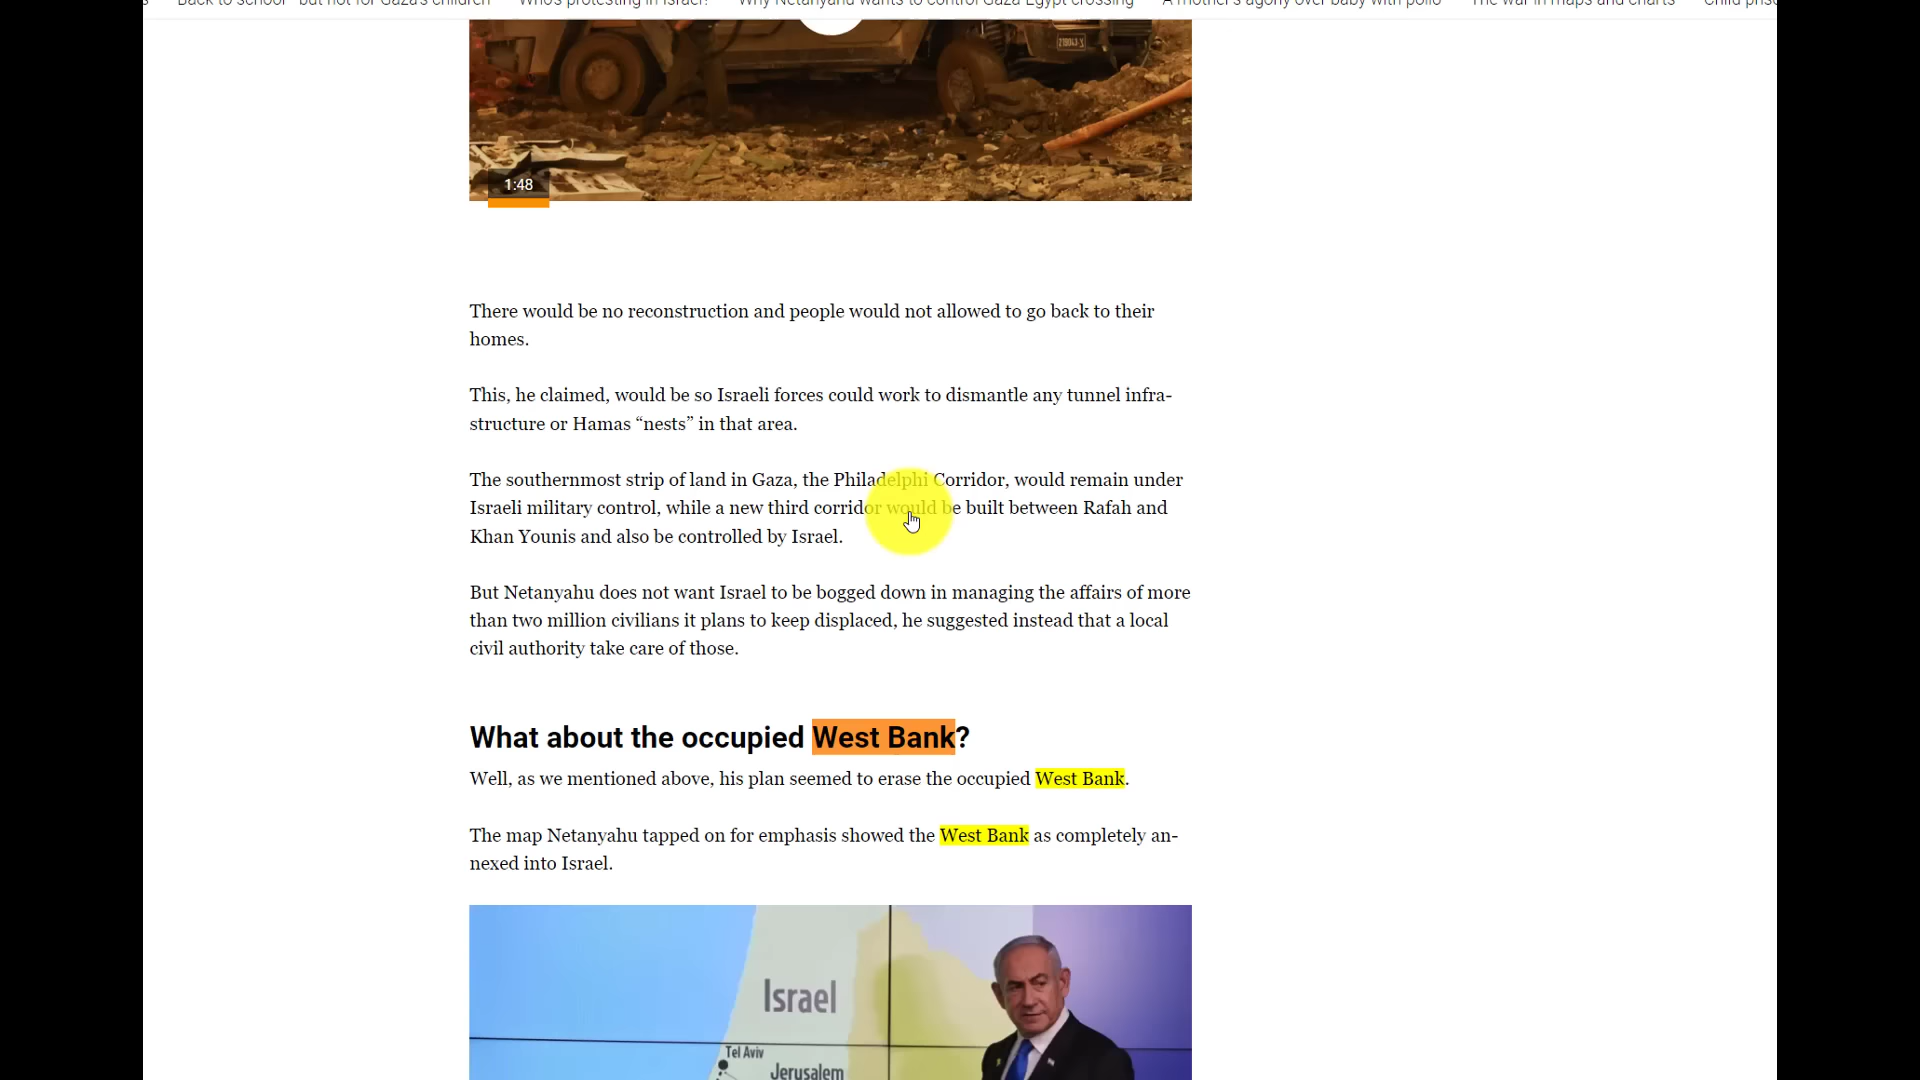 Back to school - but not for Gaza's children Who's protesting in Israel? Why Netanyahu wants to control Gaza-Egypt crossing A mother's agony over baby with polio The war in maps and charts
1:48
There would be no reconstruction and people would not allowed to go back to their
homes.
This, he claimed, would be so Israeli forces could work to dismantle any tunnel infra-
structure or Hamas “nests” in that area.
The southernmost strip of land in Gaza, the Philadelphi Corridor, would remain under
Israeli military control, while a new third corridor would be built between Rafah and
Khan Younis and also be controlled by Israel.
But Netanyahu does not want Israel to be bogged down in managing the affairs of more
than two million civilians it plans to keep displaced, he suggested instead that a local
civil authority take care of those.
What about the occupied West Bank?
Well, as we mentioned above, his plan seemed to erase the occupied West Bank.
The map Netanyahu tapped on for emphasis showed the West Bank as completely an-
nexed into Israel.
Israel
Tel Aviv
Jerusalem